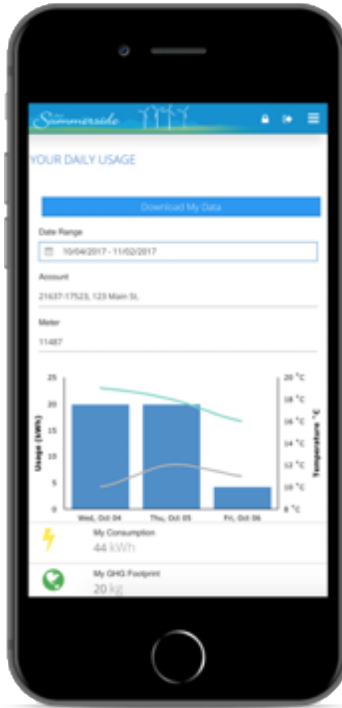 Summerside
YOUR DAILY USAGE
Download My Data
Date Range
10/04/2017 - 11/02/2017
Account
21637-17523, 123 Main St.
Meter
11487
25
20
15
10
5
0
Usage (kWh)
20 °C
18 °C
16 °C
14 °C
12 °C
10 °C
8 °C
Temperature °C
Wed, Oct 04
Thu, Oct 05
Fri, Oct 06
My Consumption
44 kWh
My GHG Footprint
20 kg